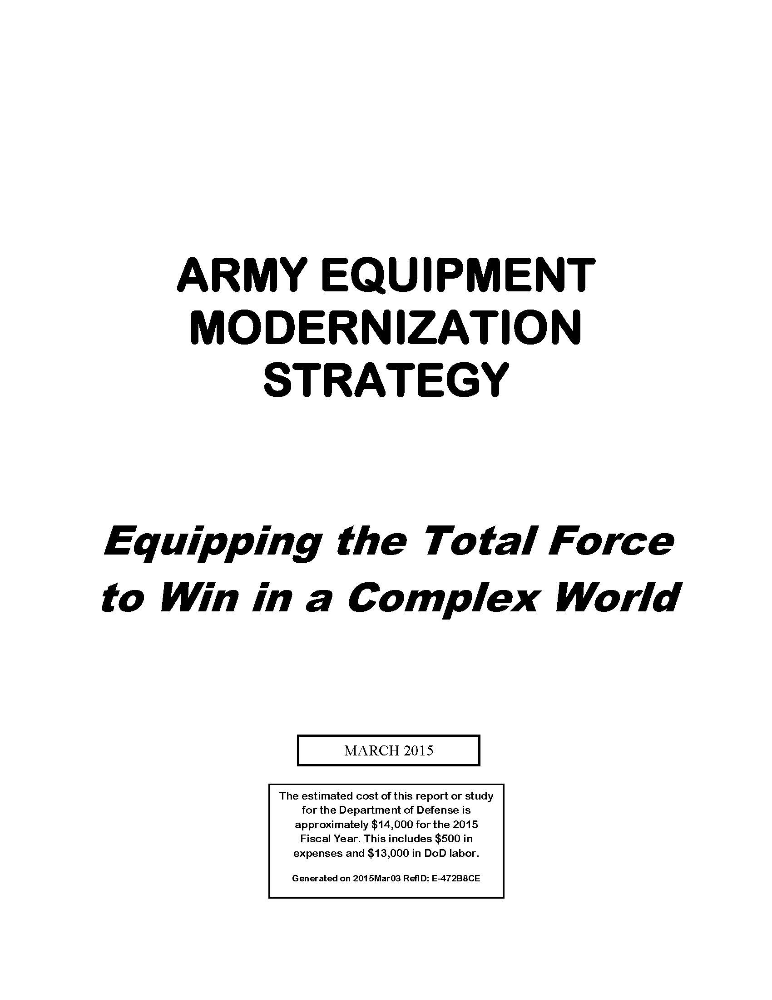 ARMY EQUIPMENT
MODERNIZATION
STRATEGY
Equipping the Total Force
to Win in a Complex World
MARCH 2015
The estimated cost of this report or study
for the Department of Defense is
approximately $14,000 for the 2015
Fiscal Year. This includes $500 in
expenses and $13,000 in DoD labor.
Generated on 2015Mar03 RefID: E-472B8CE